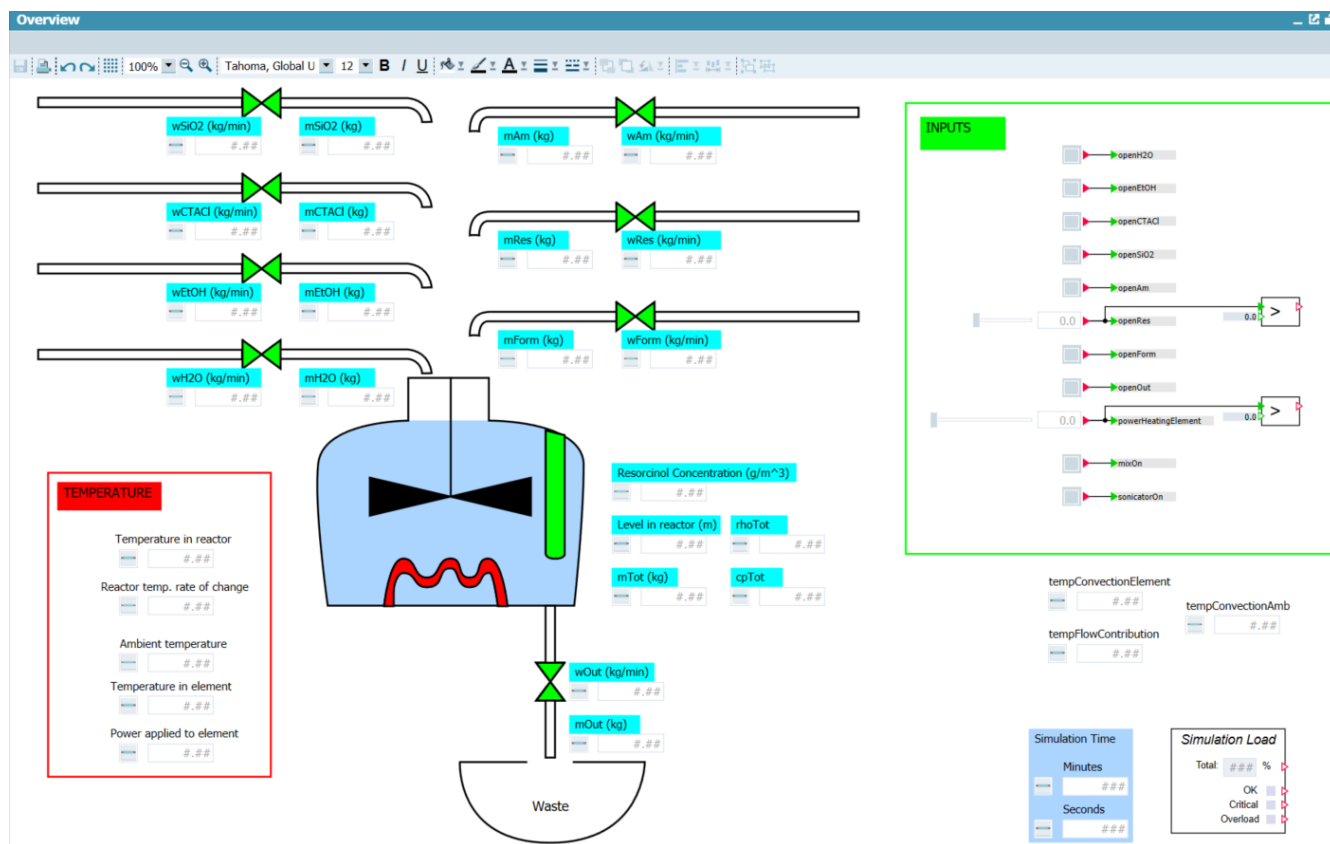 Overview
100% Tahoma, Global U 12 B I U A
wSiO2 (kg/min) mSiO2 (kg)
#.## #.##
mAm (kg) wAm (kg/min)
#.## #.##
wCTACl (kg/min) mCTACl (kg)
#.## #.##
mRes (kg) wRes (kg/min)
#.## #.##
wEtOH (kg/min) mEtOH (kg)
#.## #.##
mForm (kg) wForm (kg/min)
#.## #.##
wH2O (kg/min) mH2O (kg)
#.## #.##
INPUTS
openH2O
openEtOH
openCTACl
openSiO2
openAm
0.0 openRes 0.0 >
openForm
openOut
0.0 powerHeatingElement 0.0 >
mixOn
sonicatorOn
TEMPERATURE
Temperature in reactor
#.##
Reactor temp. rate of change
#.##
Ambient temperature
#.##
Temperature in element
#.##
Power applied to element
#.##
Resorcinol Concentration (g/m^3)
#.##
Level in reactor (m) rhoTot
#.## #.##
mTot (kg) cpTot
#.## #.##
wOut (kg/min)
#.##
mOut (kg)
#.##
Waste
tempConvectionElement
#.##
tempConvectionAmb
#.##
tempFlowContribution
#.##
Simulation Time
Minutes
###
Seconds
###
Simulation Load
Total: ### %
OK
Critical
Overload